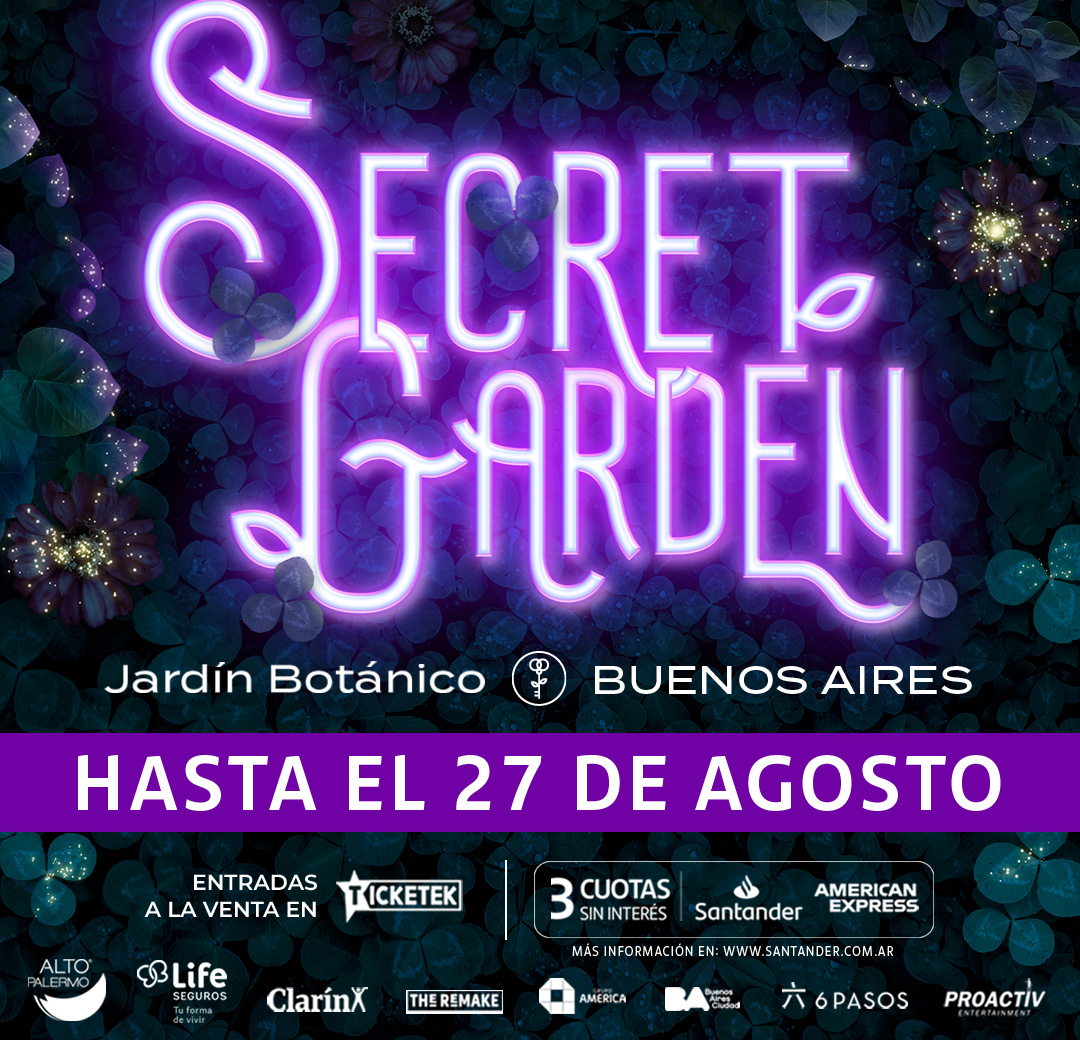 SECRET
GARDEN
Jardín Botánico BUENOS AIRES
HASTA EL 27 DE AGOSTO
ENTRADAS
A LA VENTA EN
TICKETEK
3 CUOTAS
SIN INTERÉS
Santander
AMERICAN
EXPRESS
MÁS INFORMACIÓN EN: WWW.SANTANDER.COM.AR
ALTO
PALERMO
Life
SEGUROS
Tu forma
de vivir
Clarín
THE REMAKE
GRUPO
AMÉRICA
BA
Buenos
Aires
Ciudad
6 PASOS
PROACTIV
ENTERTAINMENT